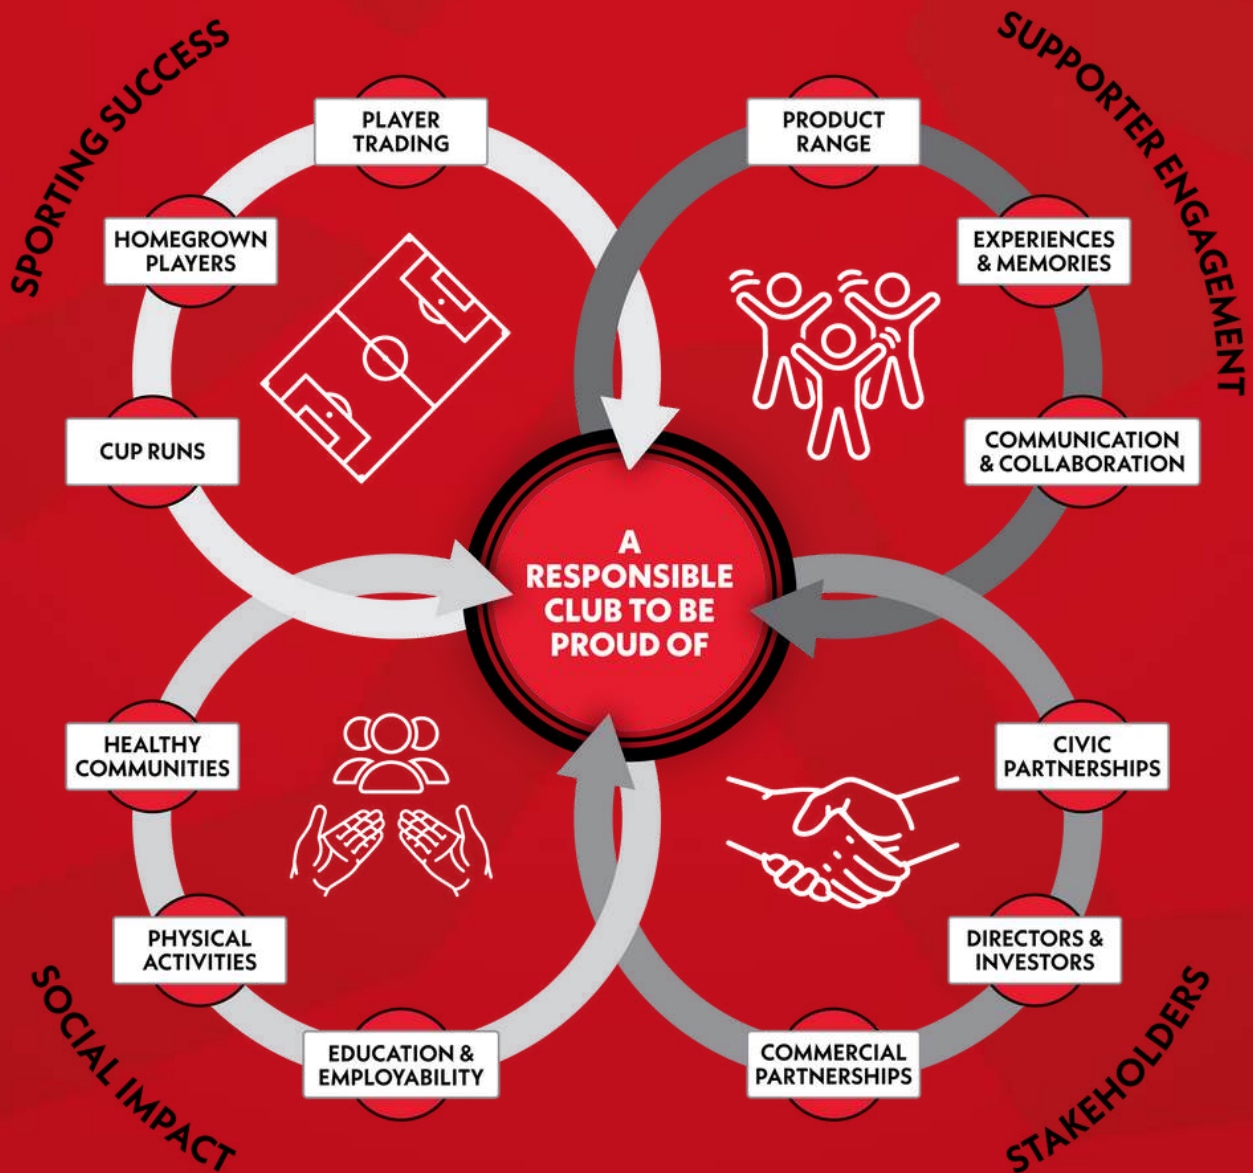 SPORTING SUCCESS
PLAYER
TRADING
HOMEGROWN
PLAYERS
CUP RUNS
SUPPORTER ENGAGEMENT
PRODUCT
RANGE
EXPERIENCES
& MEMORIES
COMMUNICATION
& COLLABORATION
A
RESPONSIBLE
CLUB TO BE
PROUD OF
HEALTHY
COMMUNITIES
PHYSICAL
ACTIVITIES
EDUCATION &
EMPLOYABILITY
SOCIAL IMPACT
CIVIC
PARTNERSHIPS
DIRECTORS &
INVESTORS
COMMERCIAL
PARTNERSHIPS
STAKEHOLDERS